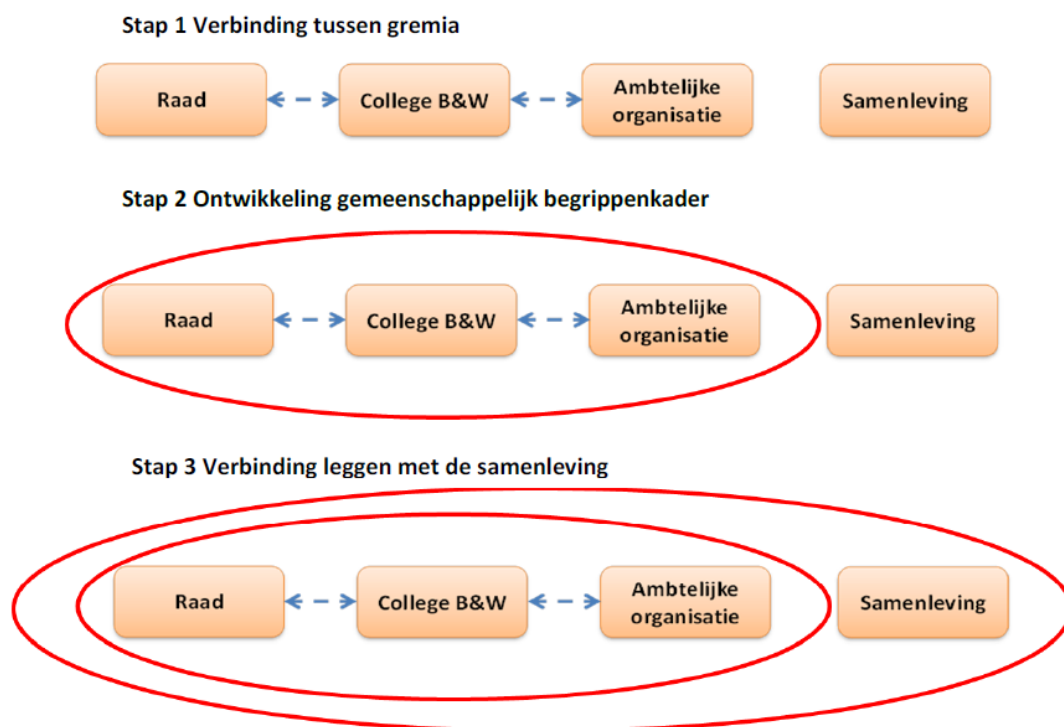 Stap 1 Verbinding tussen gremia
Raad
College B&W
Ambtelijke
organisatie
Samenleving
Stap 2 Ontwikkeling gemeenschappelijk begrippenkader
Raad
College B&W
Ambtelijke
organisatie
Samenleving
Stap 3 Verbinding leggen met de samenleving
Raad
College B&W
Ambtelijke
organisatie
Samenleving